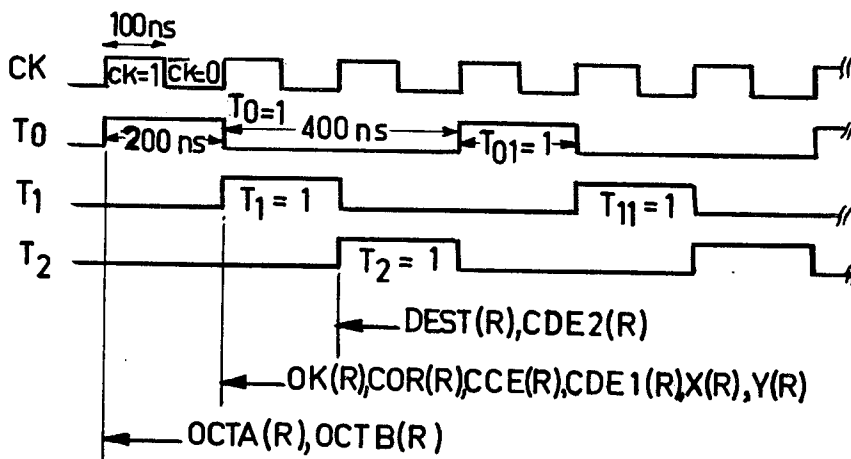 100ns
CK
ck=1 ck=0
T0
T0=1
200 ns
400 ns
T01 = 1
T1
T1 = 1
T11 = 1
T2
T2 = 1
DEST(R),CDE2(R)
OK(R),COR(R),CCE(R),CDE1(R),X(R),Y(R)
OCTA(R),OCTB(R)